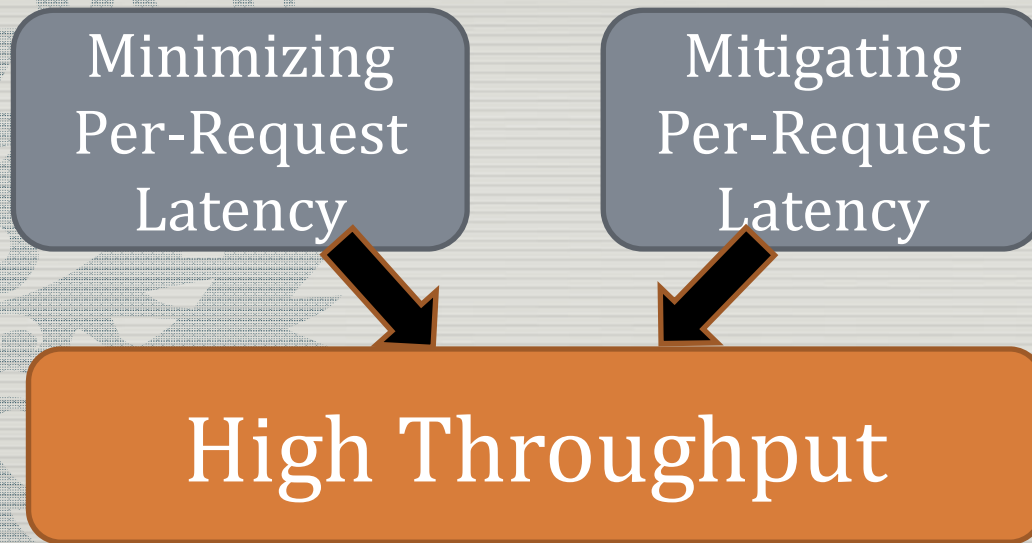 Minimizing
Per-Request
Latency
Mitigating
Per-Request
Latency
High Throughput